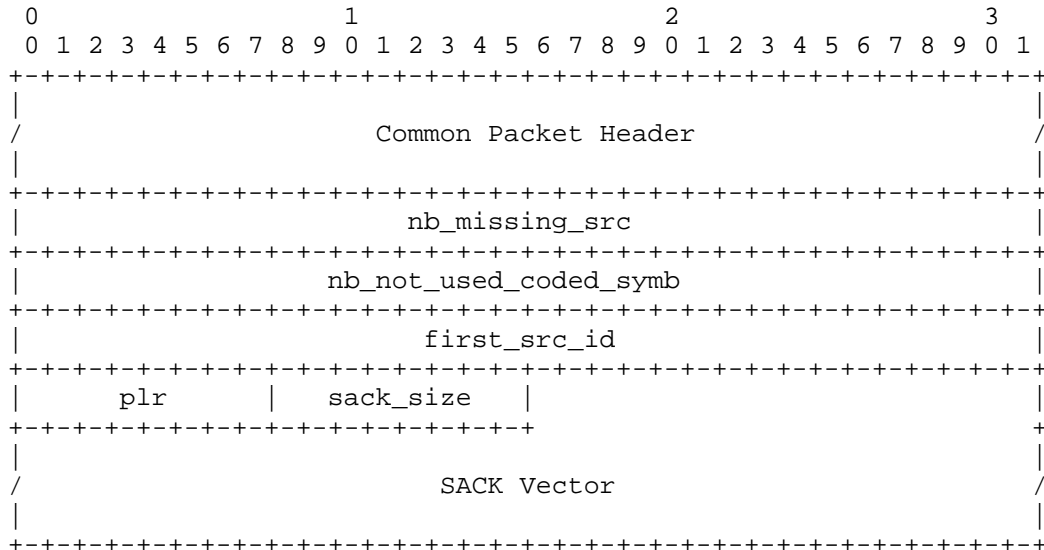 0                   1                   2                   3
 0 1 2 3 4 5 6 7 8 9 0 1 2 3 4 5 6 7 8 9 0 1 2 3 4 5 6 7 8 9 0 1
+-+-+-+-+-+-+-+-+-+-+-+-+-+-+-+-+-+-+-+-+-+-+-+-+-+-+-+-+-+-+-+-+
|                                                               |
/                      Common Packet Header                     /
|                                                               |
+-+-+-+-+-+-+-+-+-+-+-+-+-+-+-+-+-+-+-+-+-+-+-+-+-+-+-+-+-+-+-+-+
|                        nb_missing_src                         |
+-+-+-+-+-+-+-+-+-+-+-+-+-+-+-+-+-+-+-+-+-+-+-+-+-+-+-+-+-+-+-+-+
|                   nb_not_used_coded_symb                      |
+-+-+-+-+-+-+-+-+-+-+-+-+-+-+-+-+-+-+-+-+-+-+-+-+-+-+-+-+-+-+-+-+
|                         first_src_id                          |
+-+-+-+-+-+-+-+-+-+-+-+-+-+-+-+-+-+-+-+-+-+-+-+-+-+-+-+-+-+-+-+-+
|      plr      |   sack_size   |                               |
+-+-+-+-+-+-+-+-+-+-+-+-+-+-+-+-+                               +
|                                                               |
/                          SACK Vector                          /
|                                                               |
+-+-+-+-+-+-+-+-+-+-+-+-+-+-+-+-+-+-+-+-+-+-+-+-+-+-+-+-+-+-+-+-+